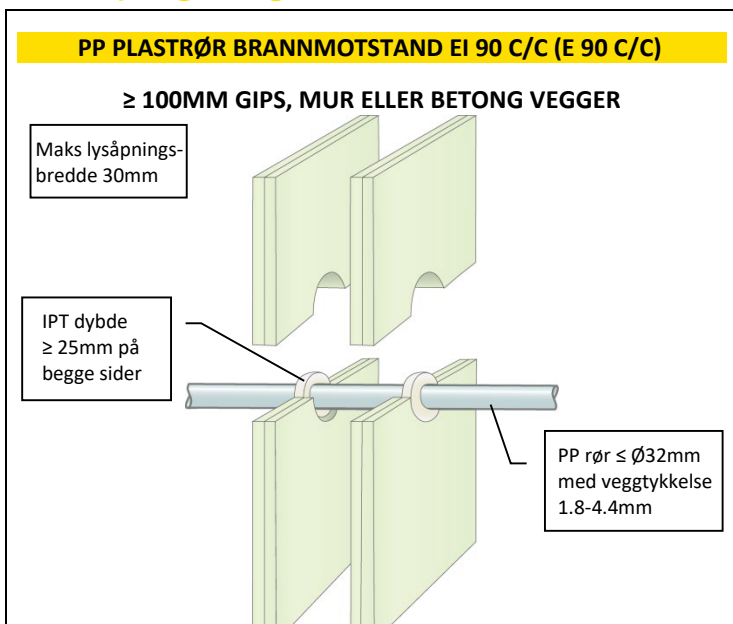 PP PLASTRØR BRANNMOTSTAND EI 90 C/C (E 90 C/C)
≥ 100MM GIPS, MUR ELLER BETONG VEGGER
Maks lysåpnings-
bredde 30mm
IPT dybde
≥ 25mm på
begge sider
PP rør ≤ Ø32mm
med veggtykkelse
1.8-4.4mm